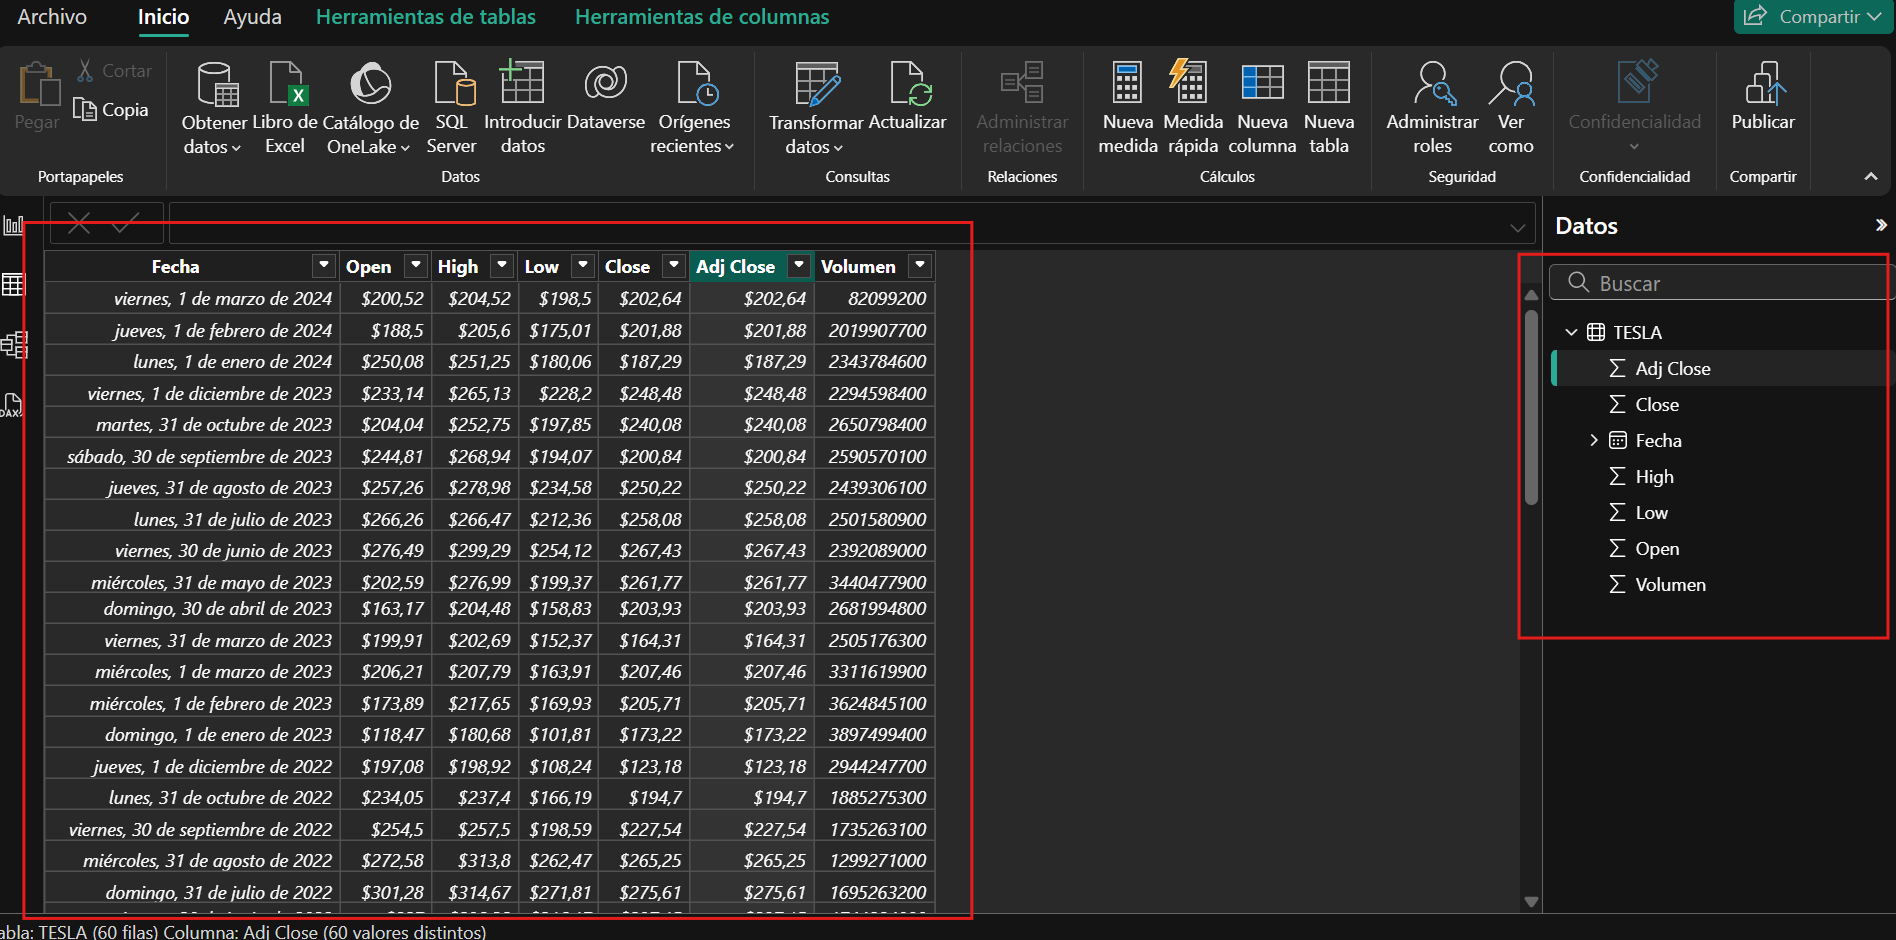 Archivo Inicio Ayuda Herramientas de tablas Herramientas de columnas Compartir
Pegar Cortar
Copia
Portapapeles
Obtener datos Libro de Excel Catálogo de OneLake SQL Server Introducir datos Dataverse Orígenes recientes
Datos
Transformar datos Actualizar
Consultas
Administrar relaciones
Relaciones
Nueva medida Medida rápida Nueva columna Nueva tabla
Cálculos
Administrar roles Ver como
Seguridad
Confidencialidad
Confidencialidad
Publicar
Compartir
DAX
Fecha Open High Low Close Adj Close Volumen
viernes, 1 de marzo de 2024 $200,52 $204,52 $198,5 $202,64 $202,64 82099200
jueves, 1 de febrero de 2024 $188,5 $205,6 $175,01 $201,88 $201,88 2019907700
lunes, 1 de enero de 2024 $250,08 $251,25 $180,06 $187,29 $187,29 2343784600
viernes, 1 de diciembre de 2023 $233,14 $265,13 $228,2 $248,48 $248,48 2294598400
martes, 31 de octubre de 2023 $204,04 $252,75 $197,85 $240,08 $240,08 2650798400
sábado, 30 de septiembre de 2023 $244,81 $268,94 $194,07 $200,84 $200,84 2590570100
jueves, 31 de agosto de 2023 $257,26 $278,98 $234,58 $250,22 $250,22 2439306100
lunes, 31 de julio de 2023 $266,26 $266,47 $212,36 $258,08 $258,08 2501580900
viernes, 30 de junio de 2023 $276,49 $299,29 $254,12 $267,43 $267,43 2392089000
miércoles, 31 de mayo de 2023 $202,59 $276,99 $199,37 $261,77 $261,77 3440477900
domingo, 30 de abril de 2023 $163,17 $204,48 $158,83 $203,93 $203,93 2681994800
viernes, 31 de marzo de 2023 $199,91 $202,69 $152,37 $164,31 $164,31 2505176300
miércoles, 1 de marzo de 2023 $206,21 $207,79 $163,91 $207,46 $207,46 3311619900
miércoles, 1 de febrero de 2023 $173,89 $217,65 $169,93 $205,71 $205,71 3624845100
domingo, 1 de enero de 2023 $118,47 $180,68 $101,81 $173,22 $173,22 3897499400
jueves, 1 de diciembre de 2022 $197,08 $198,92 $108,24 $123,18 $123,18 2944247700
lunes, 31 de octubre de 2022 $234,05 $237,4 $166,19 $194,7 $194,7 1885275300
viernes, 30 de septiembre de 2022 $254,5 $257,5 $198,59 $227,54 $227,54 1735263100
miércoles, 31 de agosto de 2022 $272,58 $313,8 $262,47 $265,25 $265,25 1299271000
domingo, 31 de julio de 2022 $301,28 $314,67 $271,81 $275,61 $275,61 1695263200
abla: TESLA (60 filas) Columna: Adj Close (60 valores distintos)
Datos
Buscar
TESLA
Adj Close
Close
Fecha
High
Low
Open
Volumen